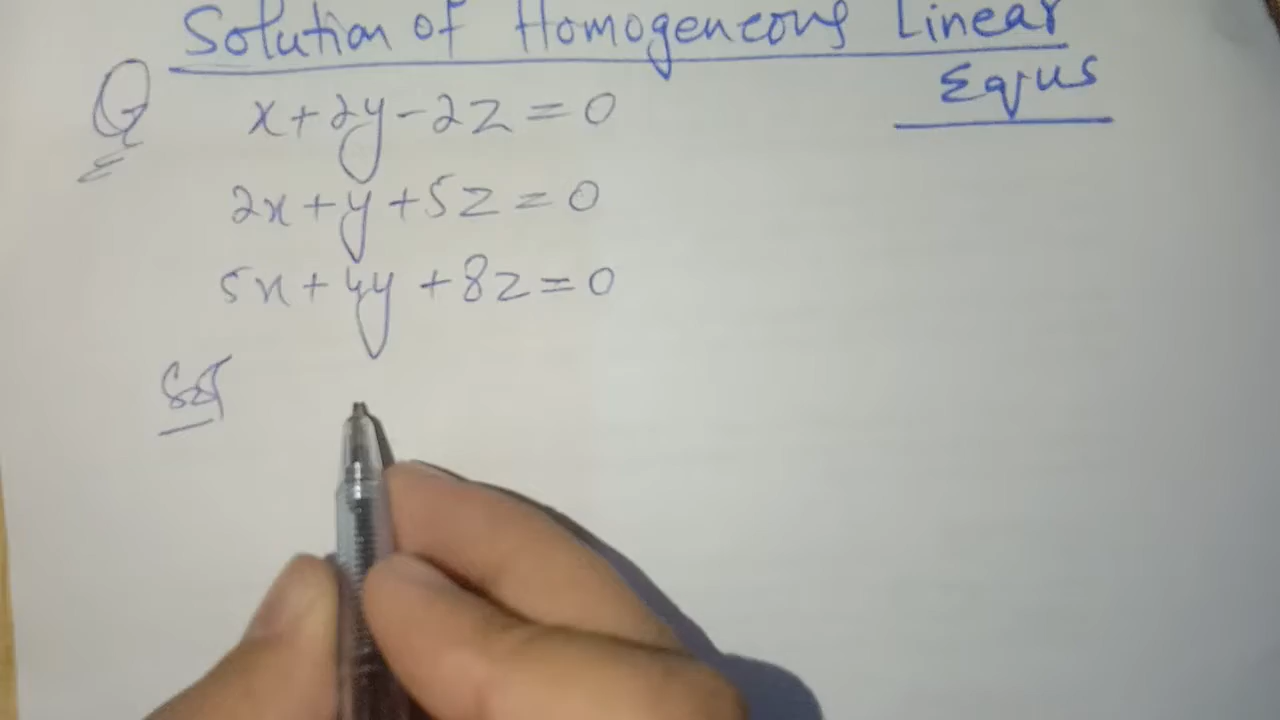 Solution of Homogeneous Linear
Equs
Q x+2y-2z=0
2x+y+5z=0
5x+4y+8z=0
Sol